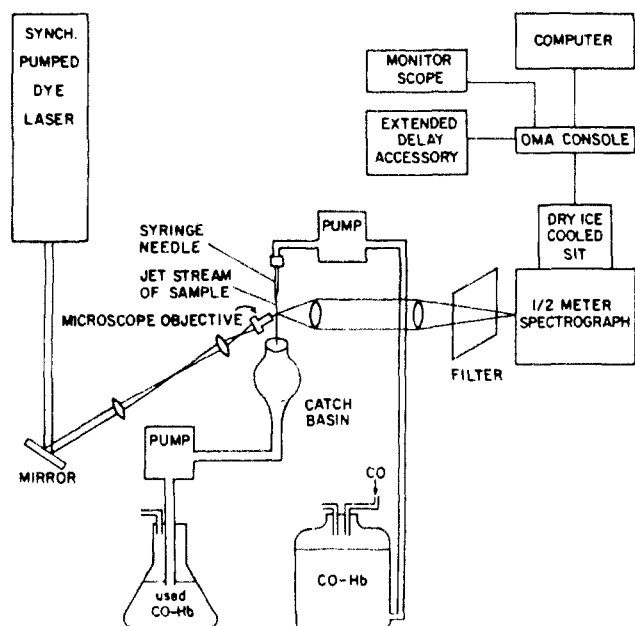 SYNCH.
PUMPED
DYE
LASER
COMPUTER
MONITOR
SCOPE
EXTENDED
DELAY
ACCESSORY
OMA CONSOLE
DRY ICE
COOLED
SIT
1/2 METER
SPECTROGRAPH
PUMP
SYRINGE
NEEDLE
JET STREAM
OF SAMPLE
MICROSCOPE OBJECTIVE
FILTER
CATCH
BASIN
MIRROR
PUMP
CO
CO-Hb
used
CO-Hb